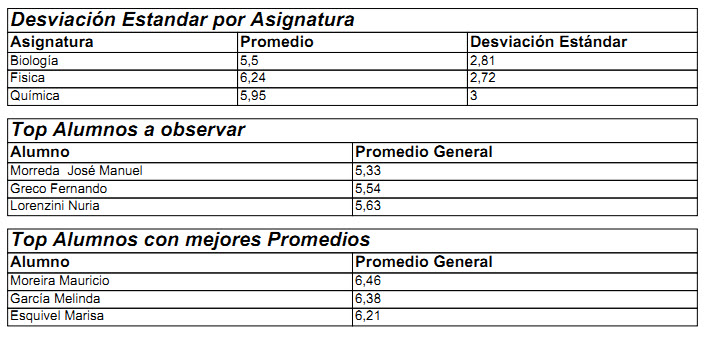 Desviación Estandar por Asignatura
Asignatura Promedio Desviación Estándar
Biología 5,5 2,81
Fisica 6,24 2,72
Química 5,95 3
Top Alumnos a observar
Alumno Promedio General
Morreda José Manuel 5,33
Greco Fernando 5,54
Lorenzini Nuria 5,63
Top Alumnos con mejores Promedios
Alumno Promedio General
Moreira Mauricio 6,46
García Melinda 6,38
Esquivel Marisa 6,21